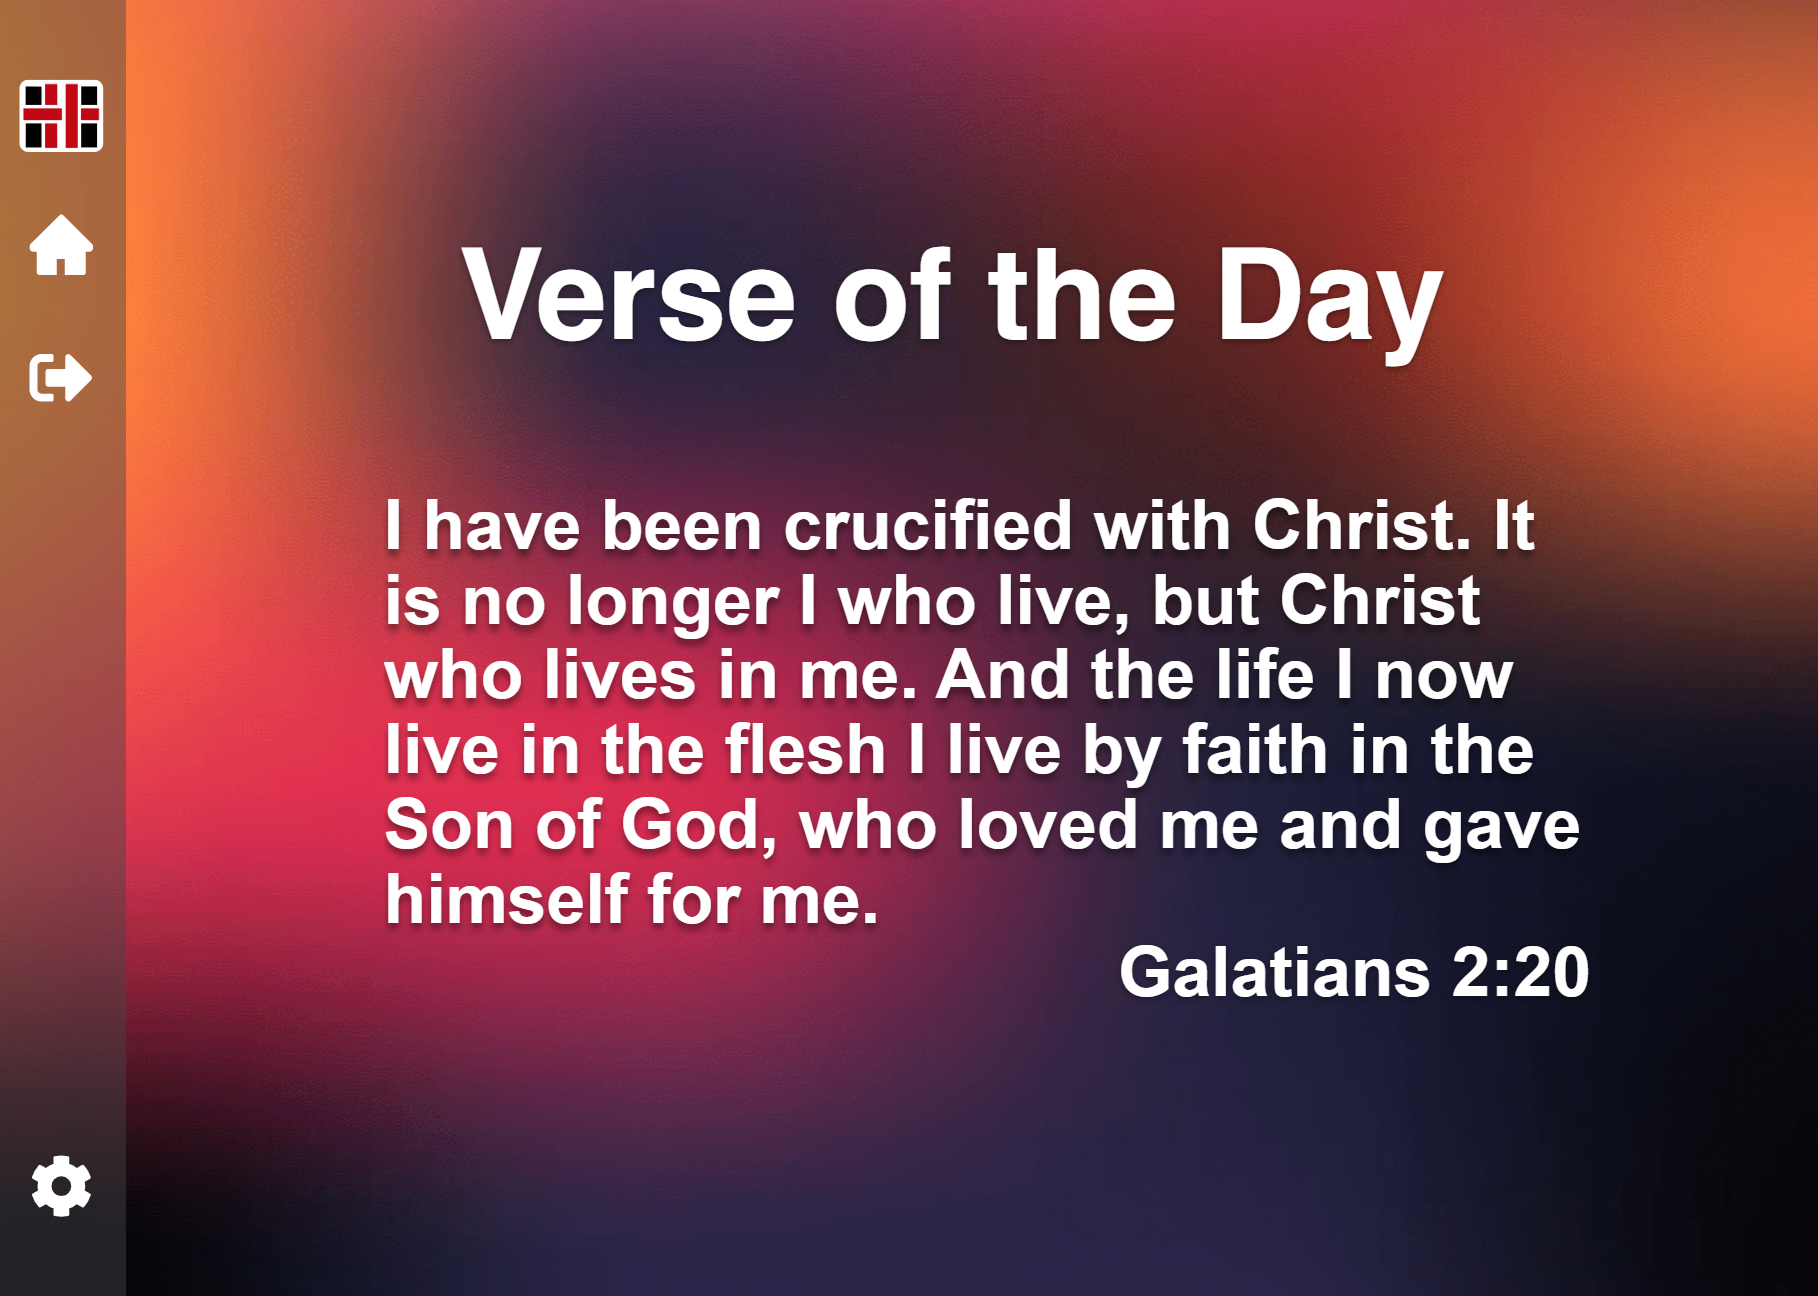 Verse of the Day
I have been crucified with Christ. It
is no longer I who live, but Christ
who lives in me. And the life I now
live in the flesh I live by faith in the
Son of God, who loved me and gave
himself for me.
Galatians 2:20